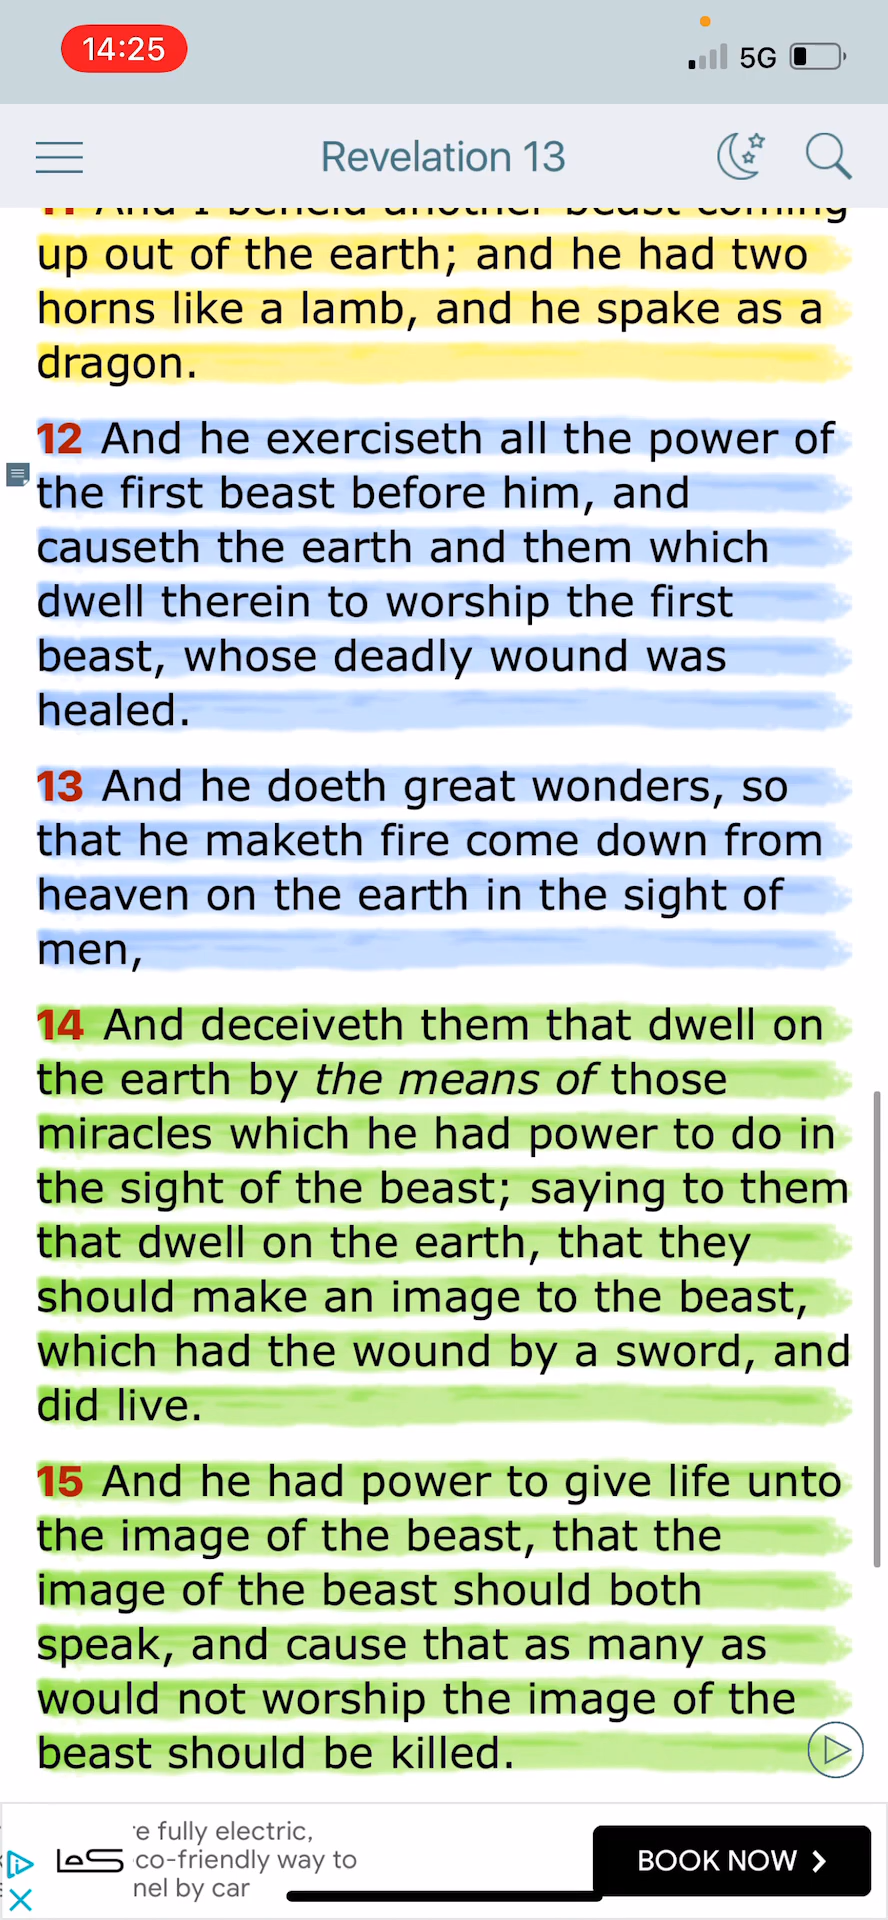 14:25
5G
Revelation 13
11 And I beheld another beast coming
up out of the earth; and he had two
horns like a lamb, and he spake as a
dragon.
12 And he exerciseth all the power of
the first beast before him, and
causeth the earth and them which
dwell therein to worship the first
beast, whose deadly wound was
healed.
13 And he doeth great wonders, so
that he maketh fire come down from
heaven on the earth in the sight of
men,
14 And deceiveth them that dwell on
the earth by the means of those
miracles which he had power to do in
the sight of the beast; saying to them
that dwell on the earth, that they
should make an image to the beast,
which had the wound by a sword, and
did live.
15 And he had power to give life unto
the image of the beast, that the
image of the beast should both
speak, and cause that as many as
would not worship the image of the
beast should be killed.
e fully electric,
co-friendly way to
nel by car
BOOK NOW